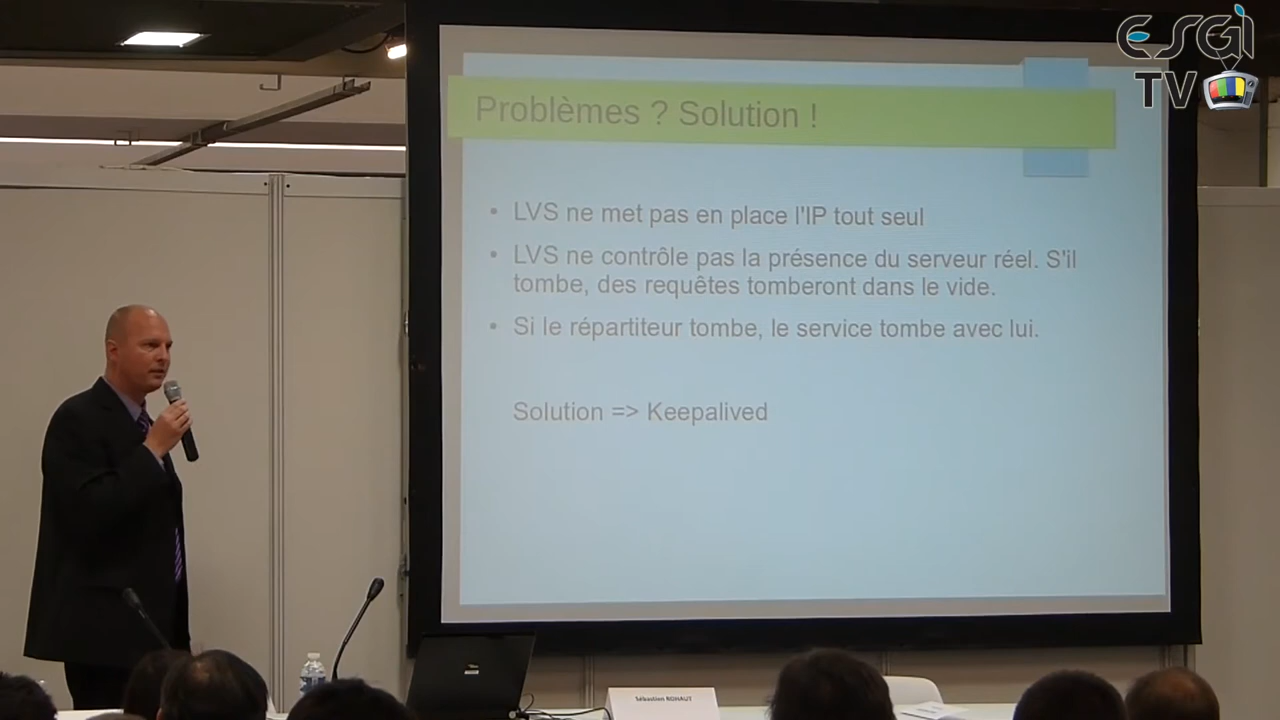 ESGI
TV
Problèmes ? Solution !
• LVS ne met pas en place l'IP tout seul
• LVS ne contrôle pas la présence du serveur réel. S'il
tombe, des requêtes tomberont dans le vide.
• Si le répartiteur tombe, le service tombe avec lui.
Solution => Keepalived
Sébastien ROHAUT